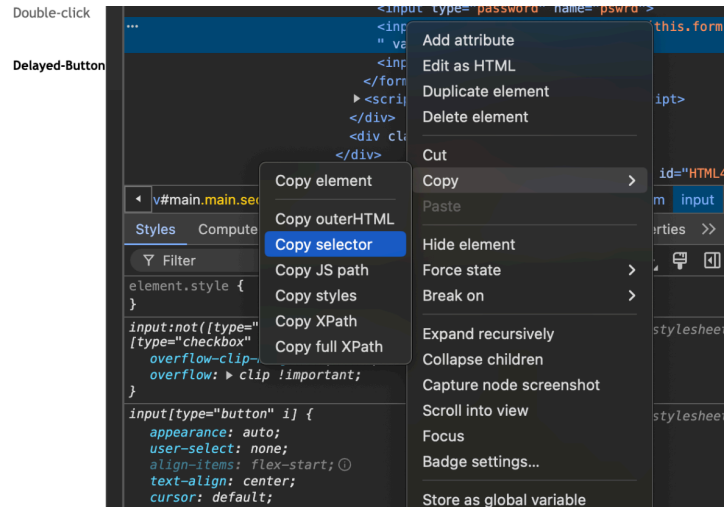 Double-click
Delayed-Button
<input type="password" name="pswrd">
...
<inp
(this.form
" va
<inp
</form
▶<scrip
ipt>
</div>
<div cla
</div>
id="HTML4
v#main.main.sec
m
input
Styles
Compute
erties
>>
Filter
element.style {
}
input:not([type="
[type="checkbox"
overflow-clip-
overflow: ▶ clip !important;
}
stylesheet
input[type="button" i] {
appearance: auto;
user-select: none;
align-items: flex-start;
text-align: center;
cursor: default;
stylesheet
Copy element
Copy outerHTML
Copy selector
Copy JS path
Copy styles
Copy XPath
Copy full XPath
Add attribute
Edit as HTML
Duplicate element
Delete element
Cut
Copy
Paste
Hide element
Force state
Break on
Expand recursively
Collapse children
Capture node screenshot
Scroll into view
Focus
Badge settings...
Store as global variable